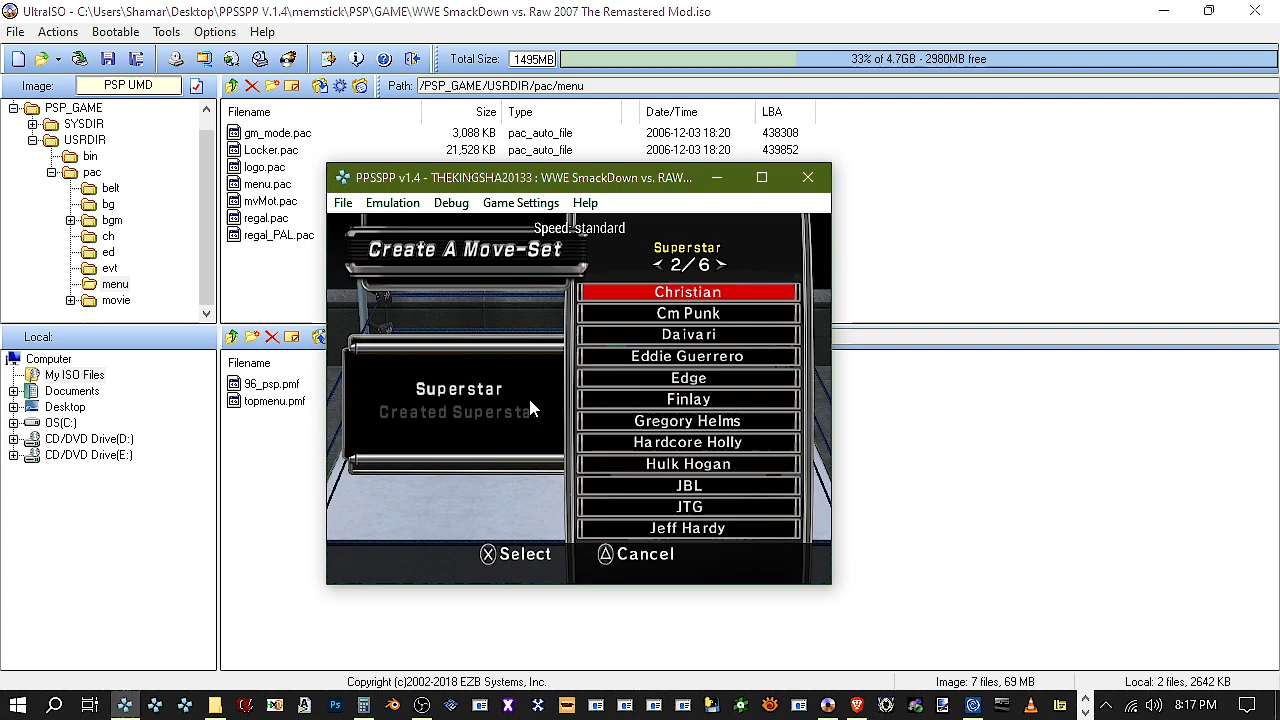 UltraISO - C:\Users\Shamar\Desktop\PPSSPP V.1.4\memstick\PSP\GAME\WWE SmackDown vs. Raw 2007 The Remastered Mod.iso
File Actions Bootable Tools Options Help
Total Size: 1495MB 33% of 4.7GB - 2980MB free
Image: PSP UMD Path: /PSP_GAME/USRDIR/pac/menu
PSP_GAME
SYSDIR
USRDIR
bin
pac
belt
bg
bgm
ch
ed
evt
menu
movie
Filename Size Type Date/Time LBA
gm_mode.pac 3,088 KB pac_auto_file 2006-12-03 18:20 438308
Locker.pac 21,528 KB pac_auto_file 2006-12-03 18:20 439852
logo.pac
menu.pac
mvMot.pac
regal.pac
regal_PAL.pac
PPSSPP v1.4 - THEKINGSHA20133 : WWE SmackDown vs. RAW...
File Emulation Debug Game Settings Help
Speed: standard
Create A Move-Set
Superstar
2/6
Christian
Cm Punk
Daivari
Eddie Guerrero
Edge
Finlay
Gregory Helms
Hardcore Holly
Hulk Hogan
JBL
JTG
Jeff Hardy
Superstar
Created Supersta
Select Cancel
Local:
Computer
My ISO Files
Documents
Desktop
OS(C:)
CD/DVD Drive(D:)
CD/DVD Drive(E:)
Filename
96_psp.pmf
topmenu.pmf
Copyright (c)2002-2018 EZB Systems, Inc. Image: 7 files, 69 MB Local: 2 files, 2642 KB
8:17 PM